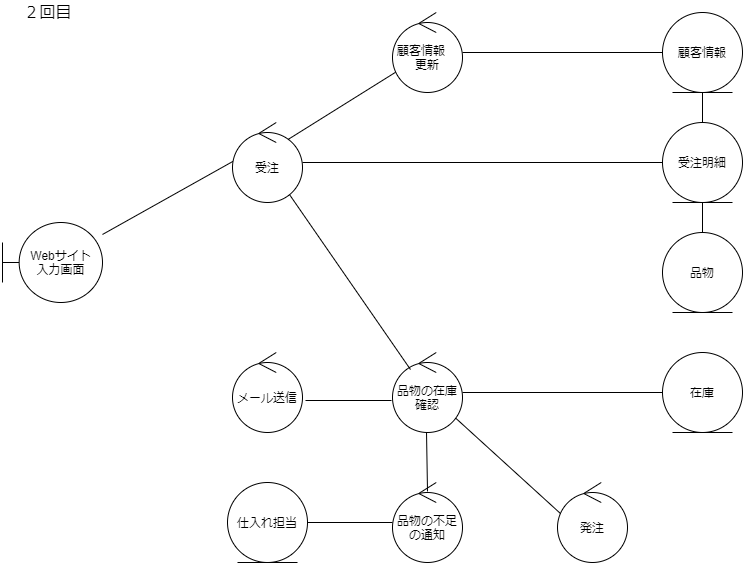 ２回目
顧客情報
更新
顧客情報
受注
受注明細
Webサイト
入力画面
品物
メール送信
品物の在庫
確認
在庫
仕入れ担当
品物の不足
の通知
発注